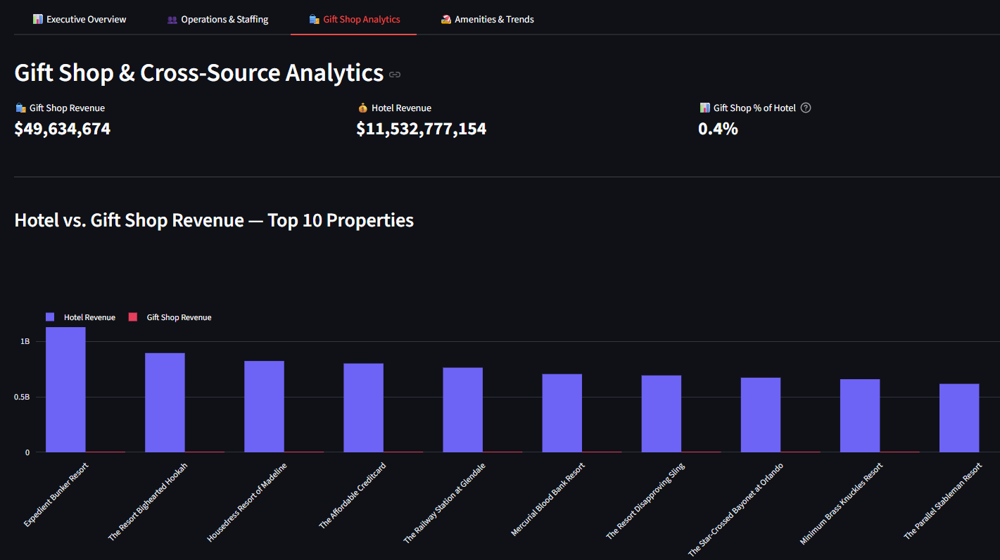 Executive Overview
Operations & Staffing
Gift Shop Analytics
Amenities & Trends
Gift Shop & Cross-Source Analytics
Gift Shop Revenue
$49,634,674
Hotel Revenue
$11,532,777,154
Gift Shop % of Hotel ?
0.4%
Hotel vs. Gift Shop Revenue — Top 10 Properties
Hotel Revenue
Gift Shop Revenue
1B
0.5B
0
Expedient Bunker Resort
The Resort Bighearted Hookah
Housedress Resort of Madeline
The Affordable Creditcard
The Railway Station at Glendale
Mercurial Blood Bank Resort
The Resort Disapproving Sling
The Star-Crossed Bayonet at Orlando
Minimum Brass Knuckles Resort
The Parallel Stableman Resort